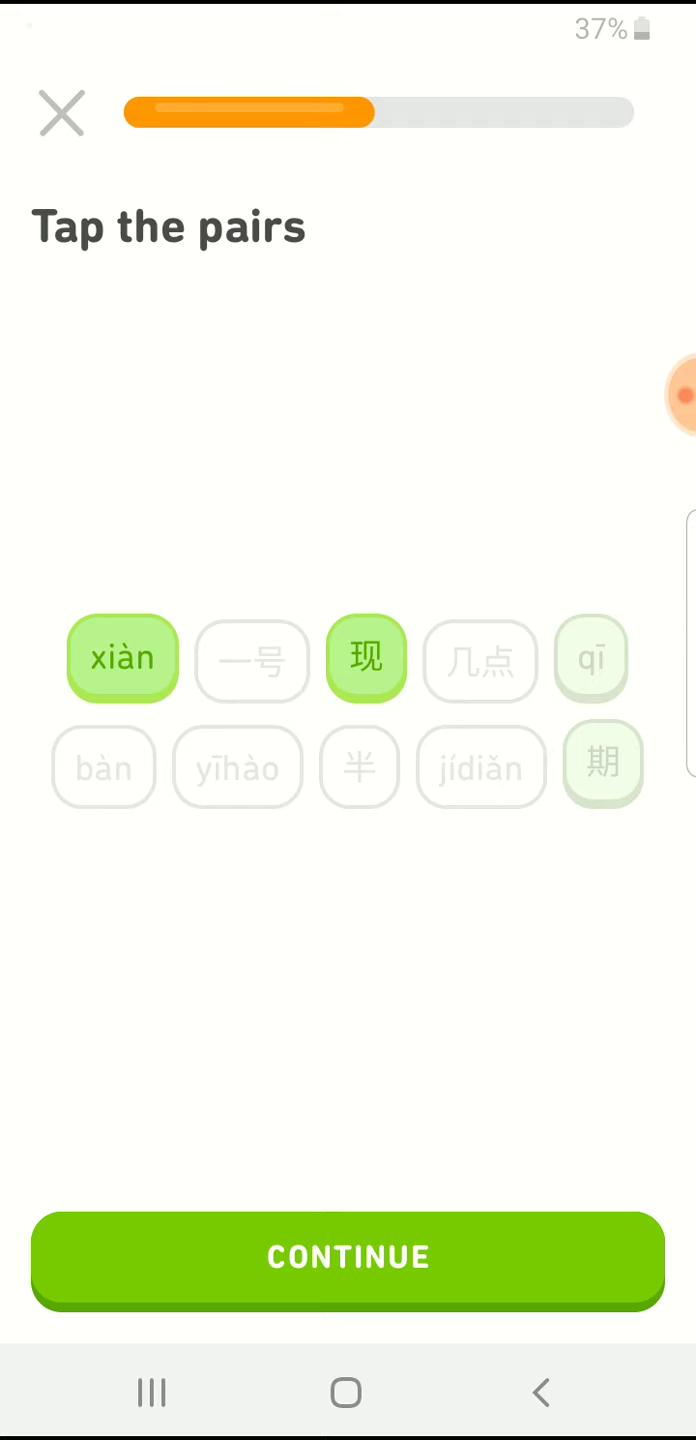 37%
Tap the pairs
xiàn 一号 现 几点 qī
bàn yīhào 半 jídiǎn 期
CONTINUE